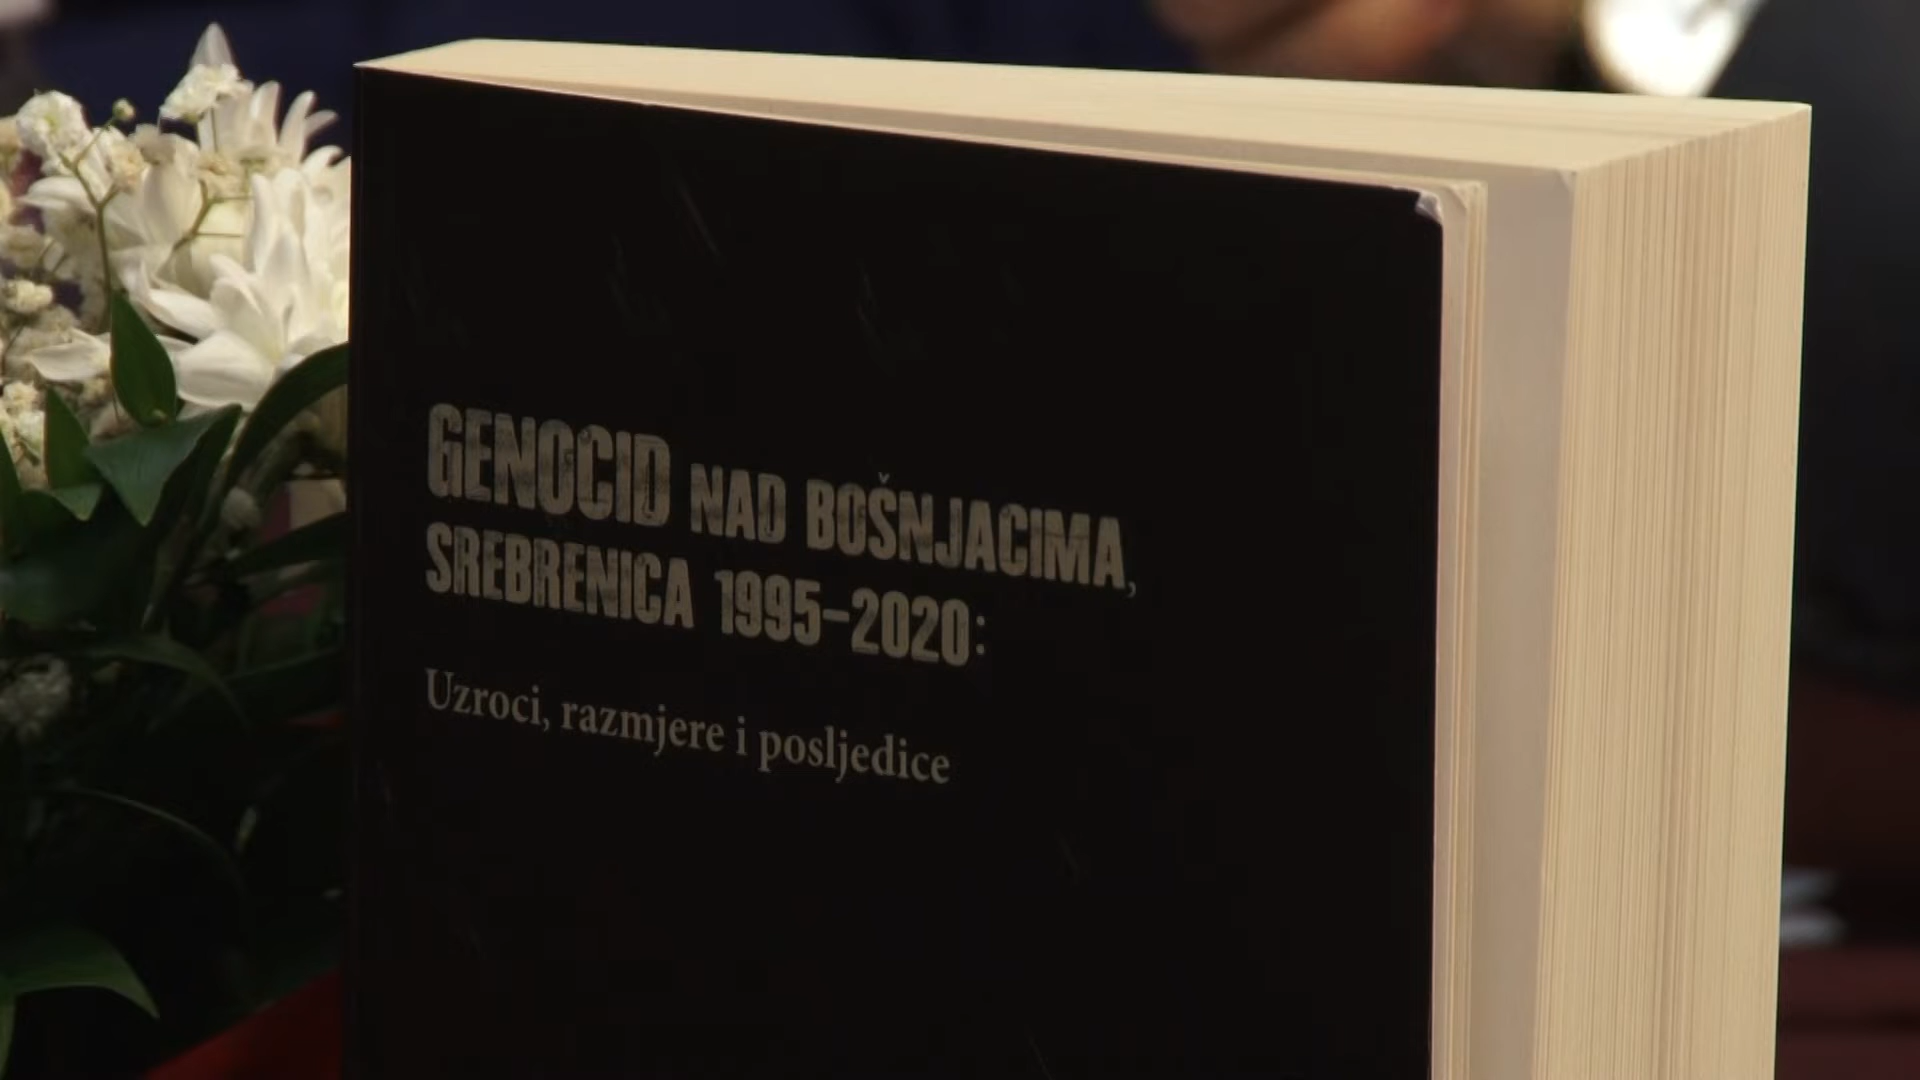 GENOCID NAD BOŠNJACIMA,
SREBRENICA 1995–2020:
Uzroci, razmjere i posljedice